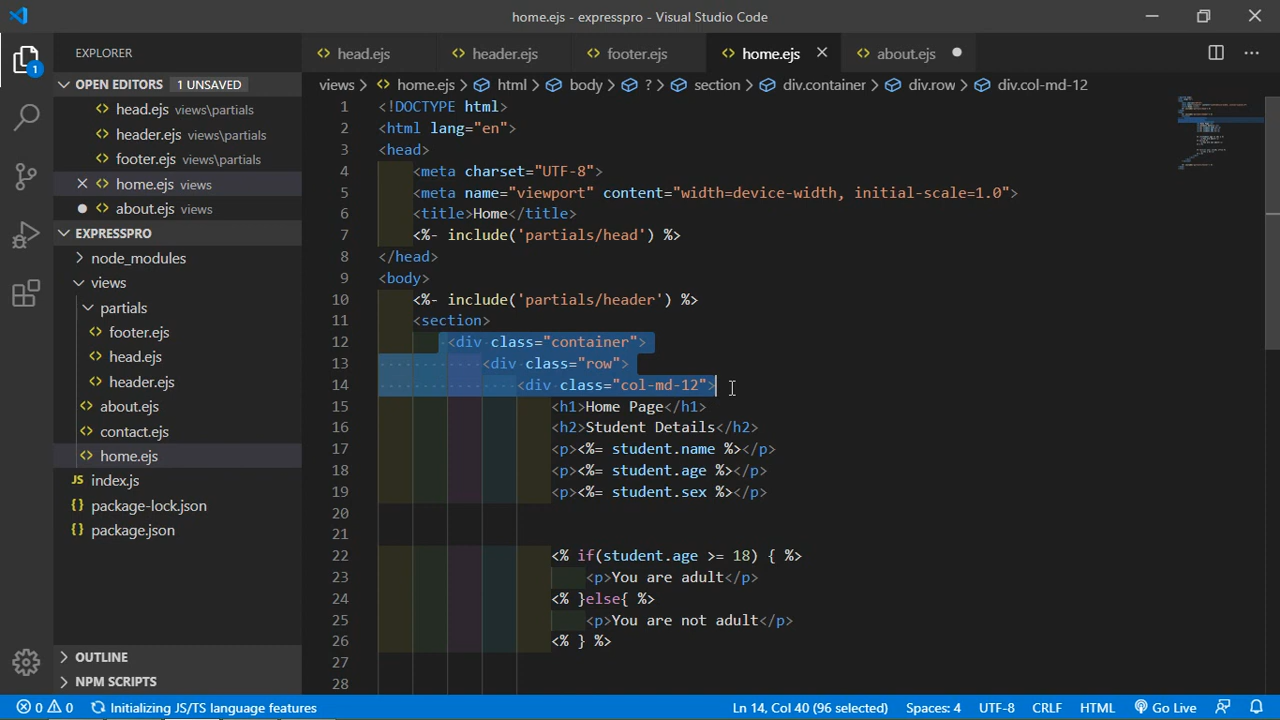 home.ejs - expresspro - Visual Studio Code
EXPLORER
OPEN EDITORS 1 UNSAVED
head.ejs views\partials
header.ejs views\partials
footer.ejs views\partials
home.ejs views
about.ejs views
EXPRESSPRO
node_modules
views
partials
footer.ejs
head.ejs
header.ejs
about.ejs
contact.ejs
home.ejs
index.js
package-lock.json
package.json
OUTLINE
NPM SCRIPTS
1
head.ejs header.ejs footer.ejs home.ejs about.ejs
views > home.ejs > html > body > ? > section > div.container > div.row > div.col-md-12
1 <!DOCTYPE html>
2 <html lang="en">
3 <head>
4 <meta charset="UTF-8">
5 <meta name="viewport" content="width=device-width, initial-scale=1.0">
6 <title>Home</title>
7 <%- include('partials/head') %>
8 </head>
9 <body>
10 <%- include('partials/header') %>
11 <section>
12 <div class="container">
13 <div class="row">
14 <div class="col-md-12">
15 <h1>Home Page</h1>
16 <h2>Student Details</h2>
17 <p><%= student.name %></p>
18 <p><%= student.age %></p>
19 <p><%= student.sex %></p>
20
21
22 <% if(student.age >= 18) { %>
23 <p>You are adult</p>
24 <% }else{ %>
25 <p>You are not adult</p>
26 <% } %>
27
28
0 0 Initializing JS/TS language features Ln 14, Col 40 (96 selected) Spaces: 4 UTF-8 CRLF HTML Go Live